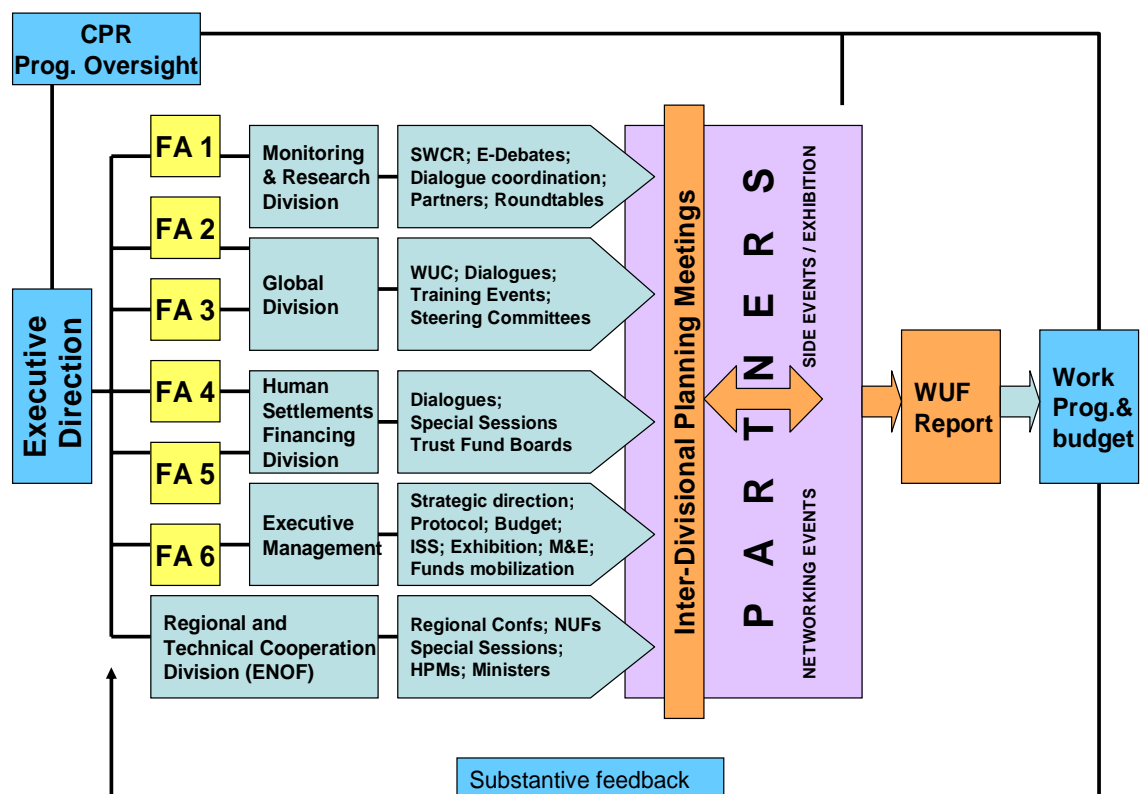 CPR
Prog. Oversight
Executive
Direction
FA 1
FA 2
FA 3
FA 4
FA 5
FA 6
Monitoring
& Research
Division
SWCR; E-Debates;
Dialogue coordination;
Partners; Roundtables
Global
Division
WUC; Dialogues;
Training Events;
Steering Committees
Human
Settlements
Financing
Division
Dialogues;
Special Sessions
Trust Fund Boards
Executive
Management
Strategic direction;
Protocol; Budget;
ISS; Exhibition; M&E;
Funds mobilization
Regional and
Technical Cooperation
Division (ENOF)
Regional Confs; NUFs
Special Sessions;
HPMs; Ministers
Inter-Divisional Planning Meetings
PARTNERS
SIDE EVENTS / EXHIBITION
NETWORKING EVENTS
WUF
Report
Work
Prog.&
budget
Substantive feedback